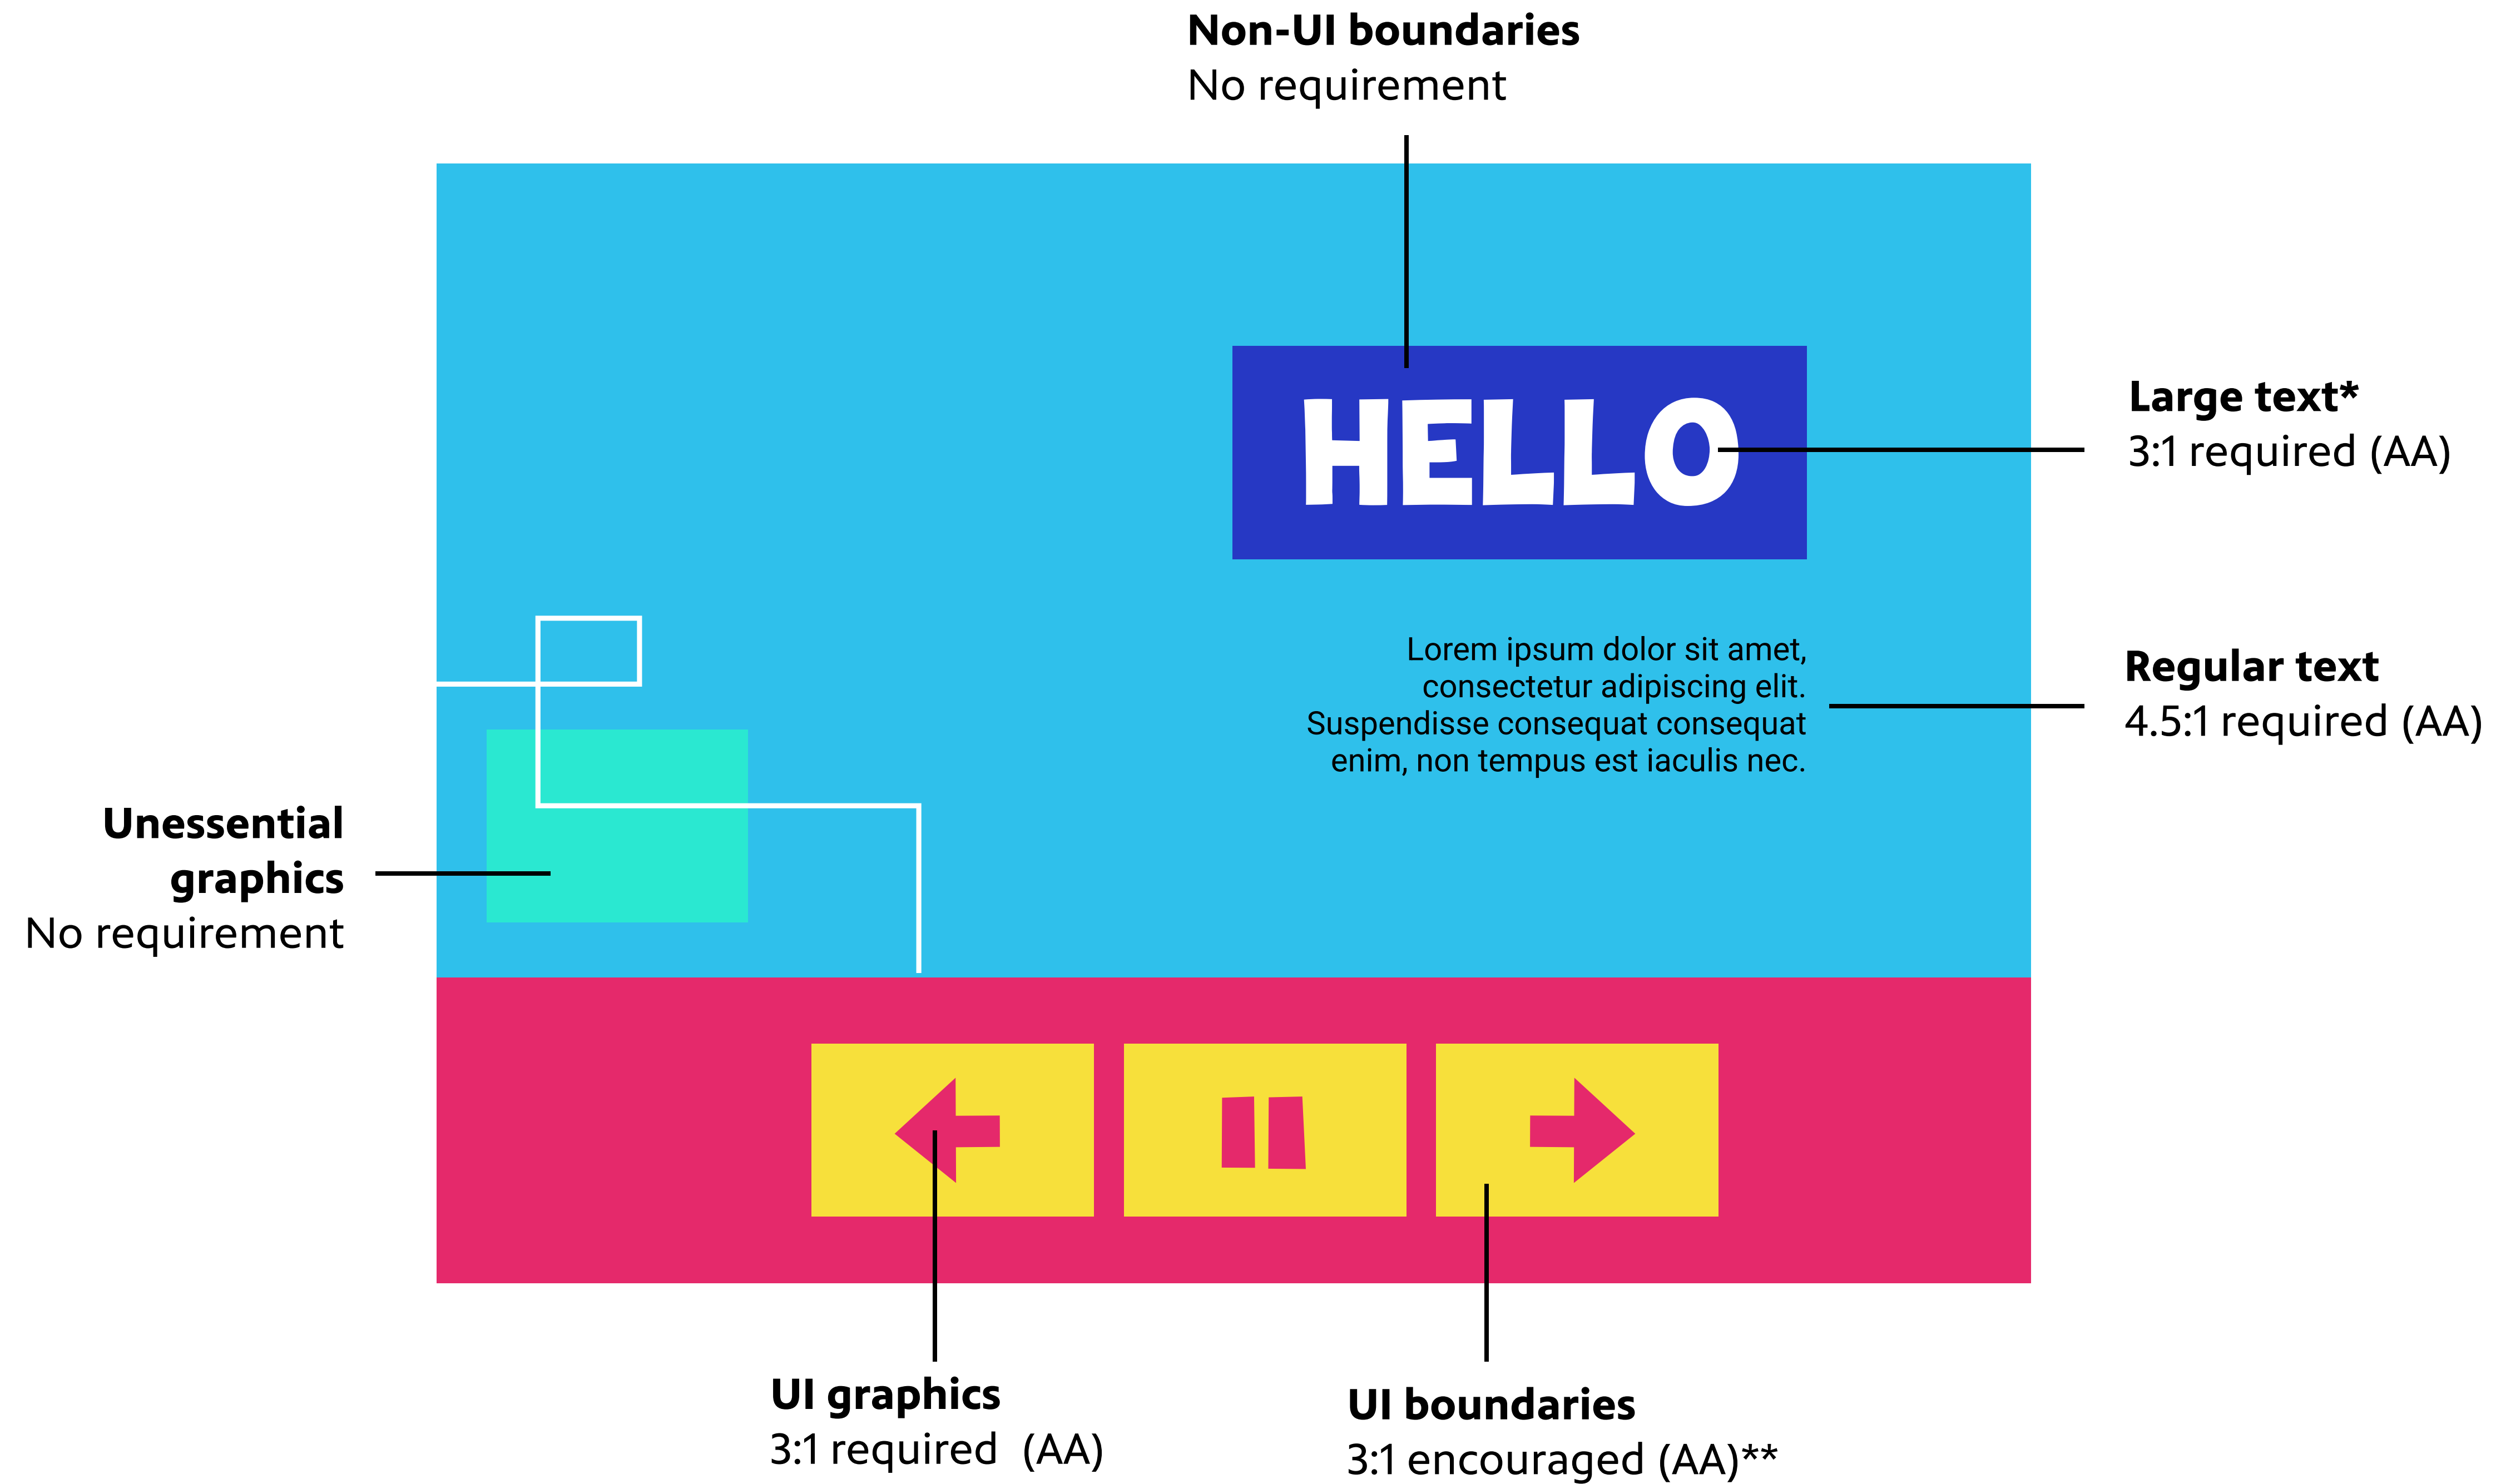 Non-UI boundaries
No requirement
HELLO
Large text*
3:1 required (AA)
Lorem ipsum dolor sit amet,
consectetur adipiscing elit.
Suspendisse consequat consequat
enim, non tempus est iaculis nec.
Regular text
4.5:1 required (AA)
Unessential
graphics
No requirement
UI graphics
3:1 required (AA)
UI boundaries
3:1 encouraged (AA)**